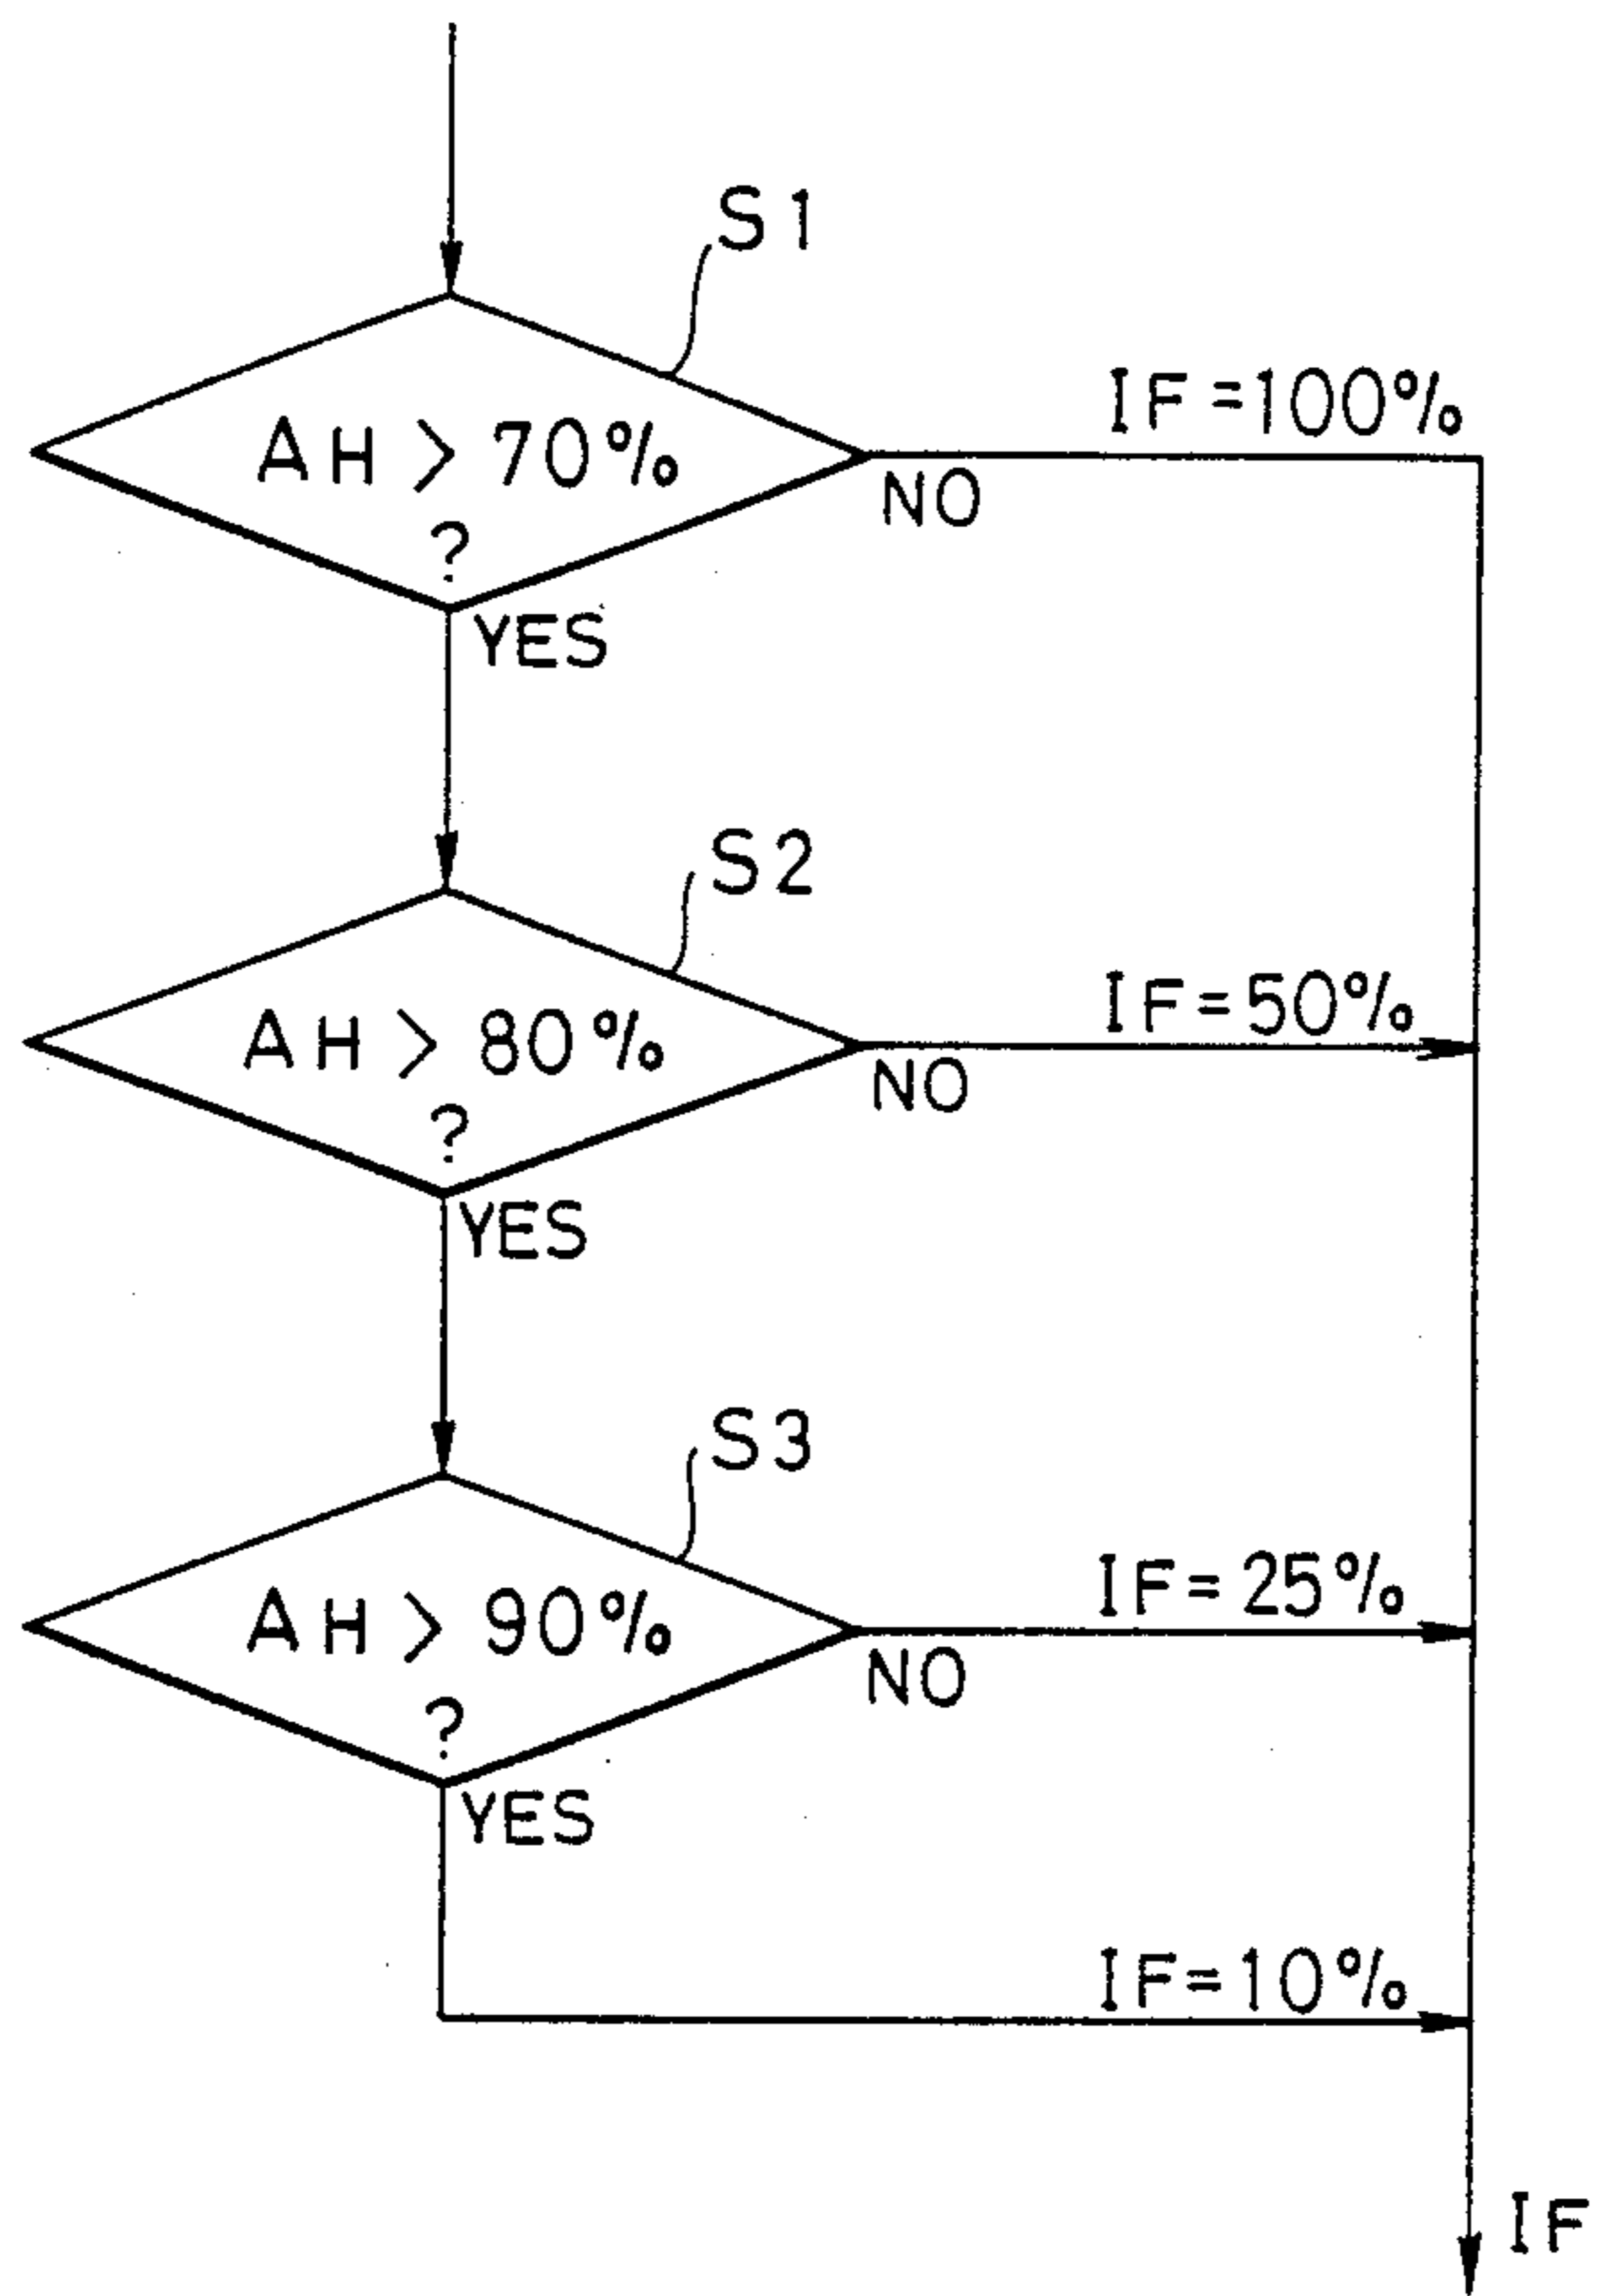 S1
IF=100%
AH>70%
?
NO
YES
S2
IF=50%
AH>80%
?
NO
YES
S3
IF=25%
AH>90%
?
NO
YES
IF=10%
IF